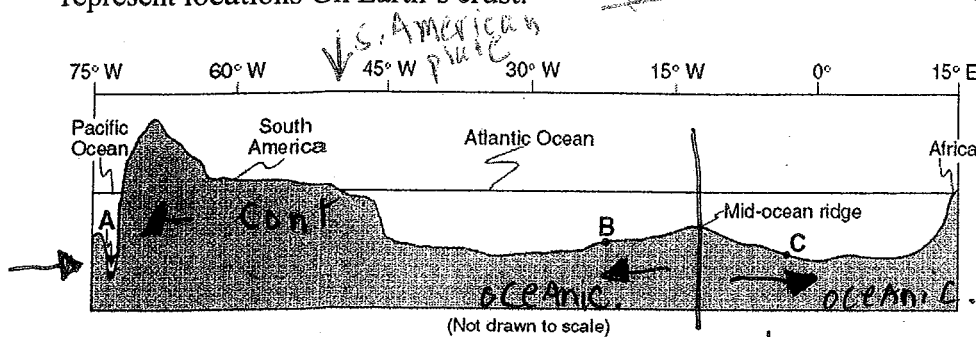 represent locations On Earth's crust.
S. American
plate
75° W 60° W 45° W 30° W 15° W 0° 15° E
Pacific
Ocean
South
America
Atlantic Ocean
Africa
A
Cont
B
Mid-ocean ridge
C
oceanic.
oceanic.
(Not drawn to scale)